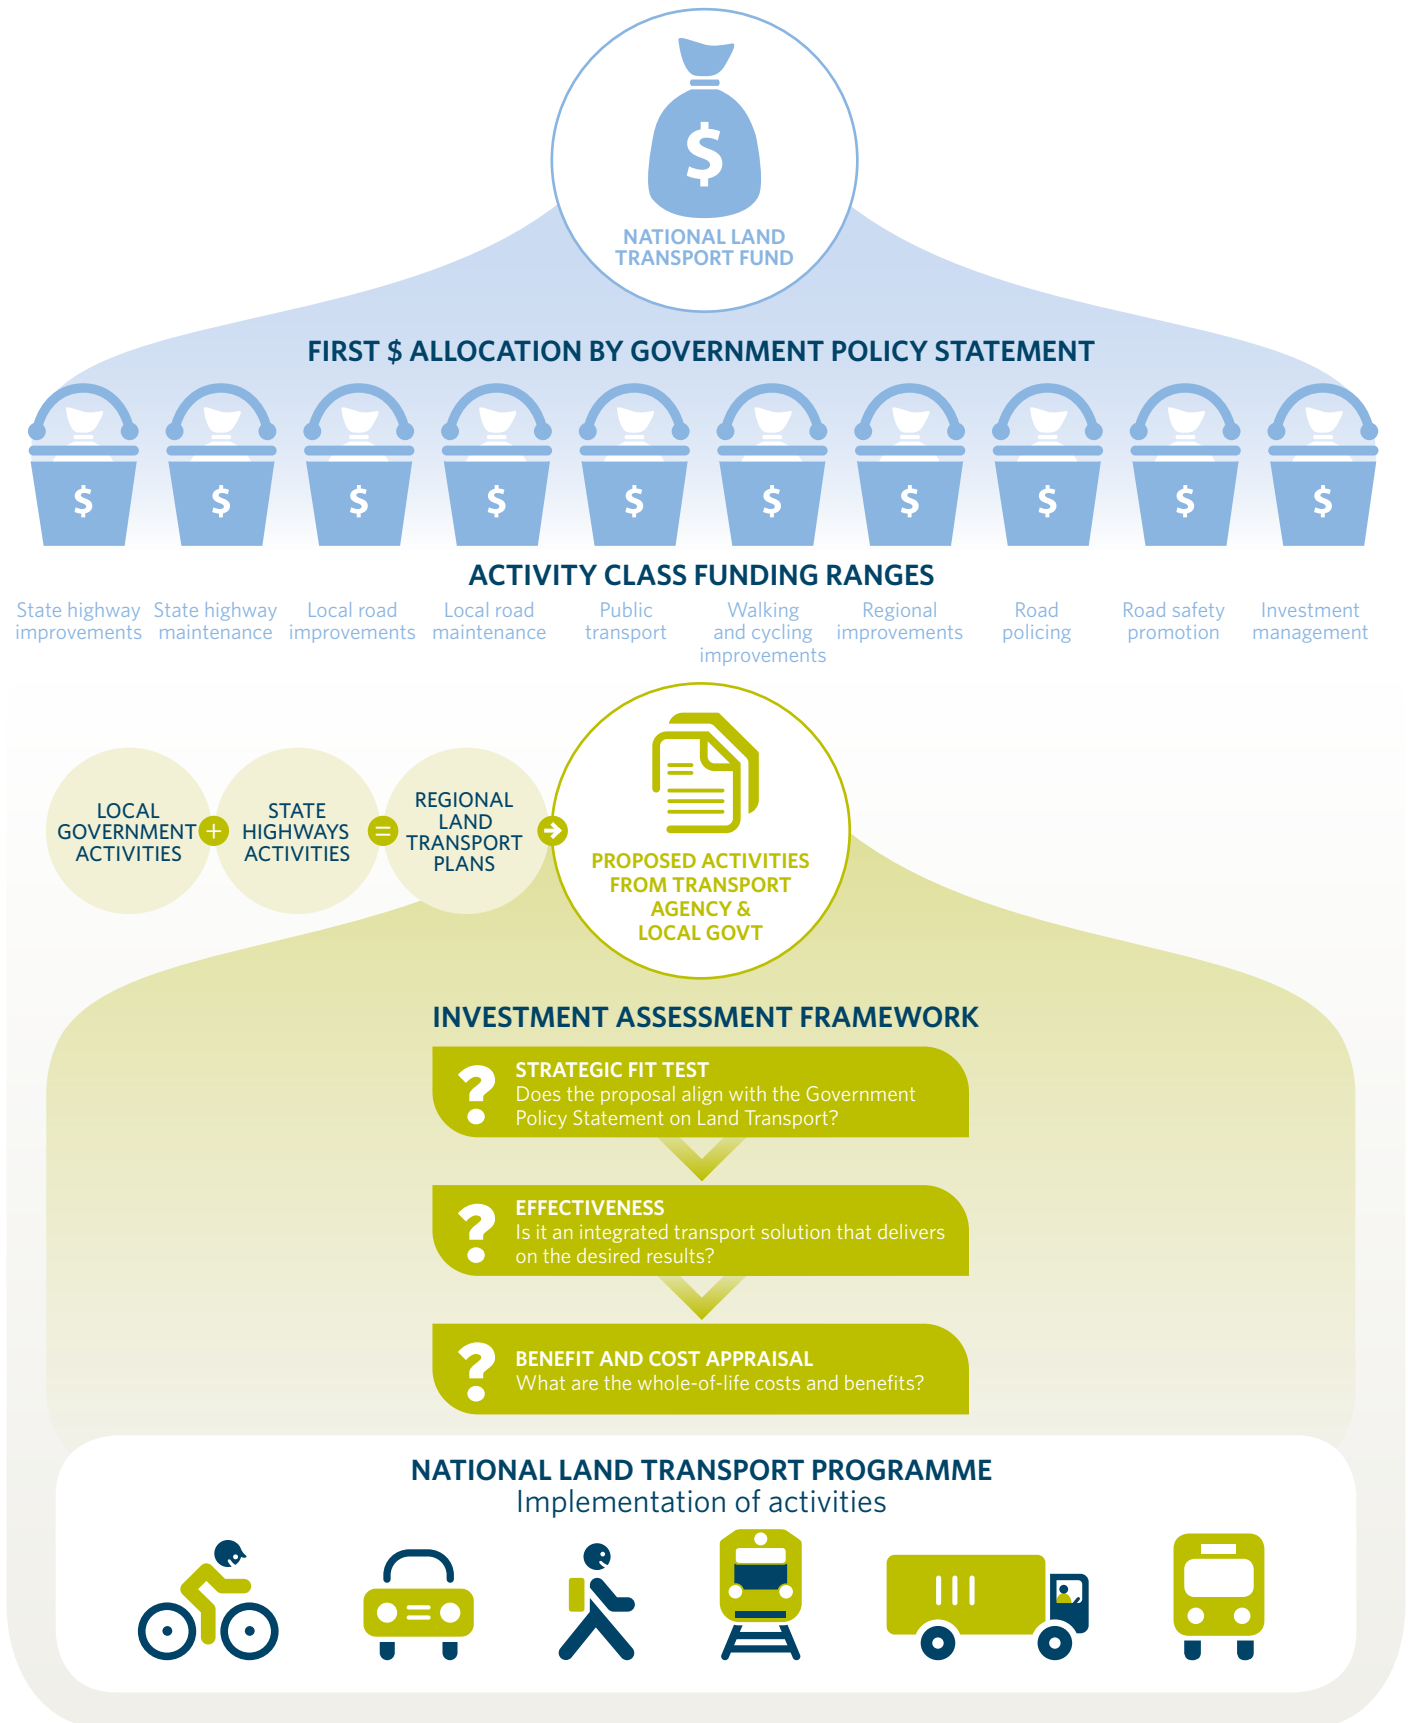 $
NATIONAL LAND
TRANSPORT FUND
FIRST $ ALLOCATION BY GOVERNMENT POLICY STATEMENT
$ $ $ $ $ $ $ $ $ $
ACTIVITY CLASS FUNDING RANGES
State highway
improvements
State highway
maintenance
Local road
improvements
Local road
maintenance
Public
transport
Walking
and cycling
improvements
Regional
improvements
Road
policing
Road safety
promotion
Investment
management
LOCAL
GOVERNMENT
ACTIVITIES
+
STATE
HIGHWAYS
ACTIVITIES
=
REGIONAL
LAND
TRANSPORT
PLANS
PROPOSED ACTIVITIES
FROM TRANSPORT
AGENCY &
LOCAL GOVT
INVESTMENT ASSESSMENT FRAMEWORK
?
STRATEGIC FIT TEST
Does the proposal align with the Government
Policy Statement on Land Transport?
?
EFFECTIVENESS
Is it an integrated transport solution that delivers
on the desired results?
?
BENEFIT AND COST APPRAISAL
What are the whole-of-life costs and benefits?
NATIONAL LAND TRANSPORT PROGRAMME
Implementation of activities